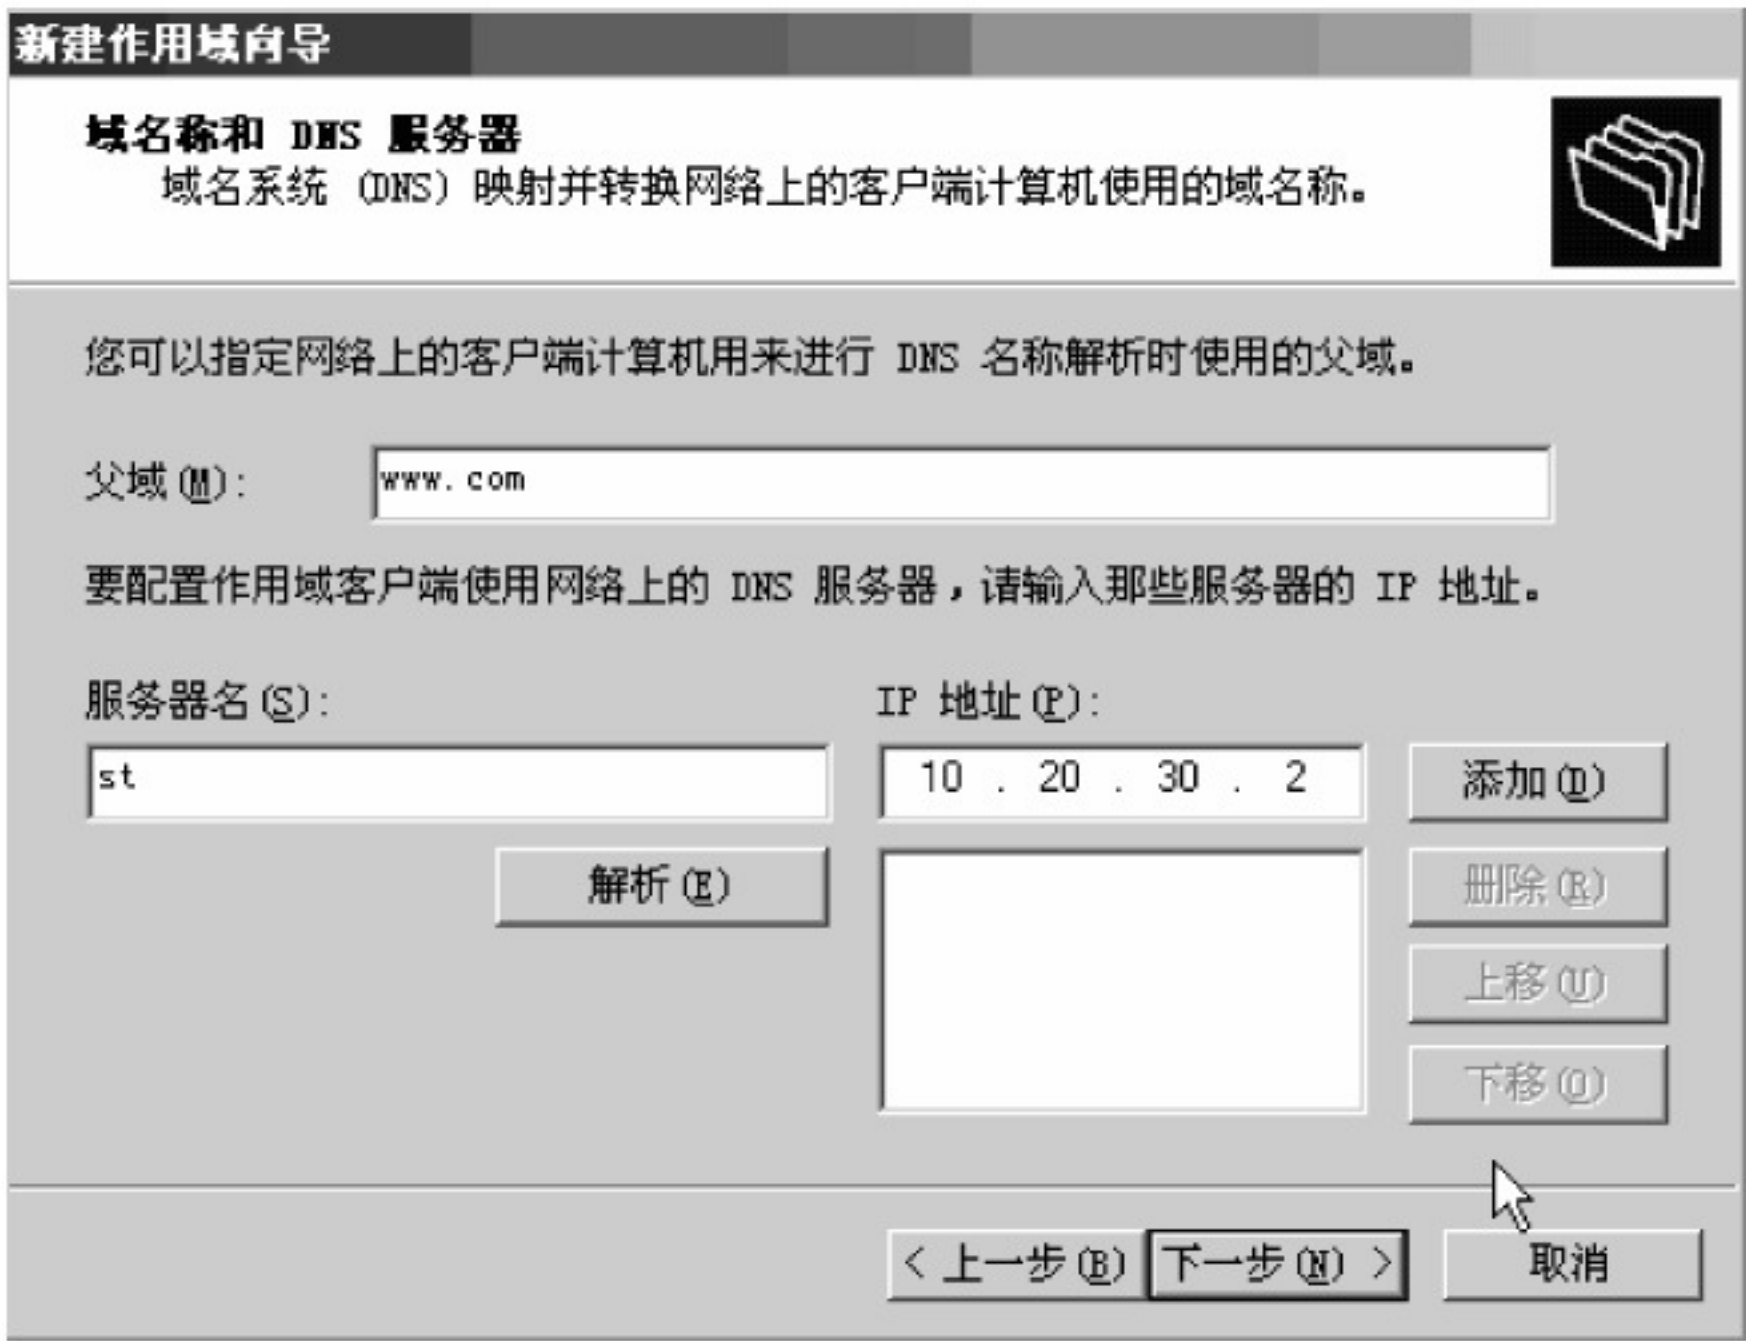 新建作用域向导
域名称和 DNS 服务器
域名系统 (DNS) 映射并转换网络上的客户端计算机使用的域名称。
您可以指定网络上的客户端计算机用来进行 DNS 名称解析时使用的父域。
父域(M): www.com
要配置作用域客户端使用网络上的 DNS 服务器，请输入那些服务器的 IP 地址。
服务器名(S): IP 地址(P):
st 10 . 20 . 30 . 2 添加(D)
解析(E) 删除(R)
上移(U)
下移(O)
< 上一步(B) 下一步(N) > 取消